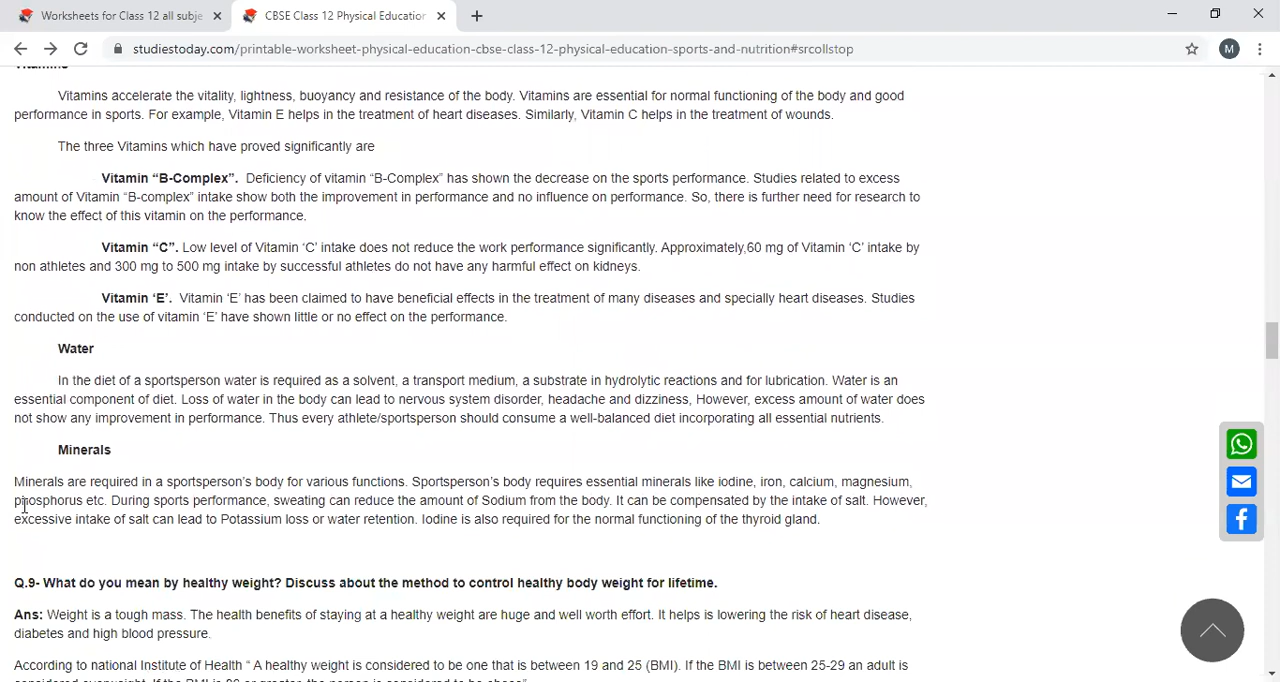 Worksheets for Class 12 all subje
CBSE Class 12 Physical Education
studiestoday.com/printable-worksheet-physical-education-cbse-class-12-physical-education-sports-and-nutrition#srcollstop
M
Vitamins
Vitamins accelerate the vitality, lightness, buoyancy and resistance of the body. Vitamins are essential for normal functioning of the body and good
performance in sports. For example, Vitamin E helps in the treatment of heart diseases. Similarly, Vitamin C helps in the treatment of wounds.
The three Vitamins which have proved significantly are
Vitamin “B-Complex”. Deficiency of vitamin “B-Complex” has shown the decrease on the sports performance. Studies related to excess
amount of Vitamin “B-complex” intake show both the improvement in performance and no influence on performance. So, there is further need for research to
know the effect of this vitamin on the performance.
Vitamin “C”. Low level of Vitamin ‘C’ intake does not reduce the work performance significantly. Approximately,60 mg of Vitamin ‘C’ intake by
non athletes and 300 mg to 500 mg intake by successful athletes do not have any harmful effect on kidneys.
Vitamin ‘E’. Vitamin ‘E’ has been claimed to have beneficial effects in the treatment of many diseases and specially heart diseases. Studies
conducted on the use of vitamin ‘E’ have shown little or no effect on the performance.
Water
In the diet of a sportsperson water is required as a solvent, a transport medium, a substrate in hydrolytic reactions and for lubrication. Water is an
essential component of diet. Loss of water in the body can lead to nervous system disorder, headache and dizziness, However, excess amount of water does
not show any improvement in performance. Thus every athlete/sportsperson should consume a well-balanced diet incorporating all essential nutrients.
Minerals
Minerals are required in a sportsperson’s body for various functions. Sportsperson’s body requires essential minerals like iodine, iron, calcium, magnesium,
phosphorus etc. During sports performance, sweating can reduce the amount of Sodium from the body. It can be compensated by the intake of salt. However,
excessive intake of salt can lead to Potassium loss or water retention. Iodine is also required for the normal functioning of the thyroid gland.
Q.9- What do you mean by healthy weight? Discuss about the method to control healthy body weight for lifetime.
Ans: Weight is a tough mass. The health benefits of staying at a healthy weight are huge and well worth effort. It helps is lowering the risk of heart disease,
diabetes and high blood pressure.
According to national Institute of Health “ A healthy weight is considered to be one that is between 19 and 25 (BMI). If the BMI is between 25-29 an adult is